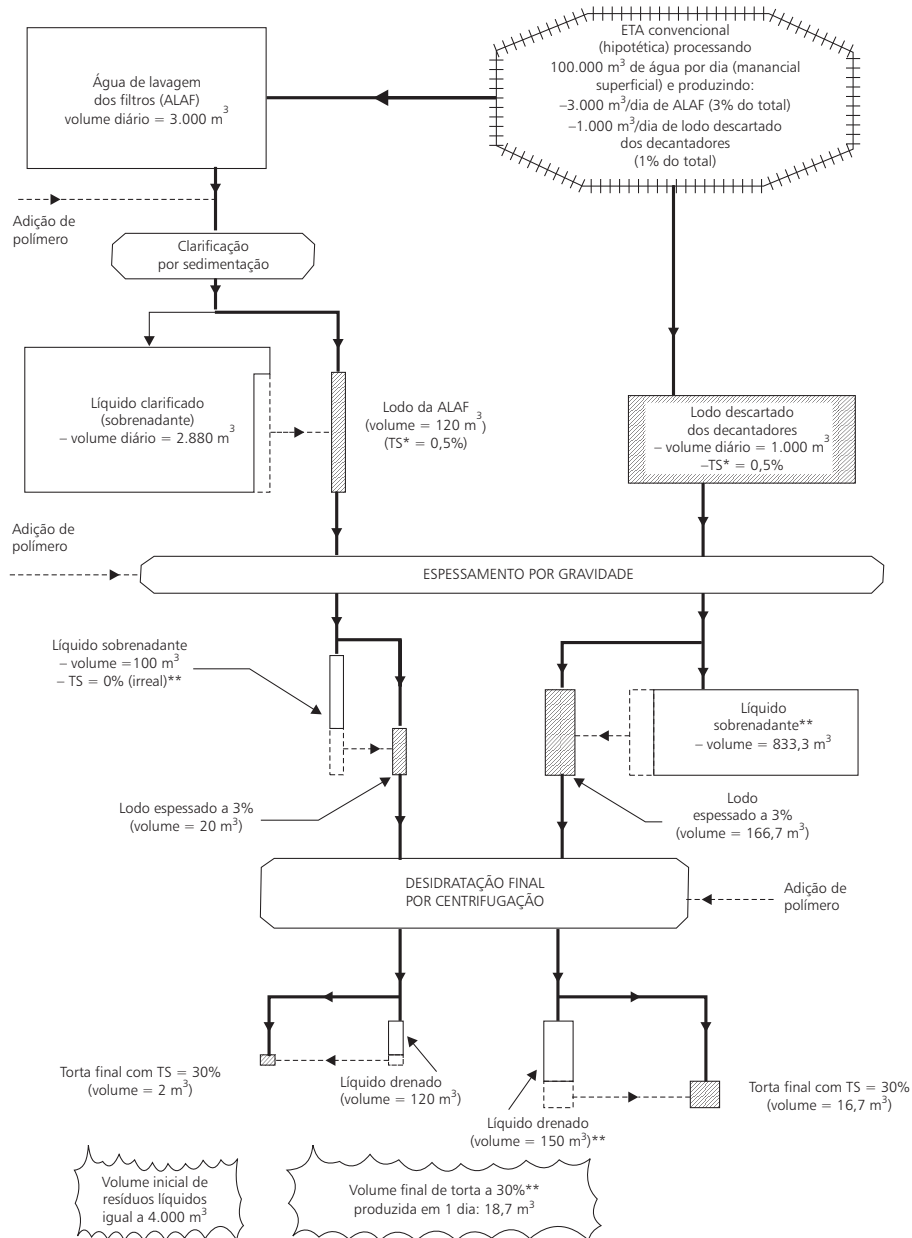 ETA convencional
(hipotética) processando
100.000 m³ de água por dia (manancial
superficial) e produzindo:
–3.000 m³/dia de ALAF (3% do total)
–1.000 m³/dia de lodo descartado
dos decantadores
(1% do total)
Água de lavagem
dos filtros (ALAF)
volume diário = 3.000 m³
Adição de
polímero
Clarificação
por sedimentação
Líquido clarificado
(sobrenadante)
– volume diário = 2.880 m³
Lodo da ALAF
(volume = 120 m³)
(TS* = 0,5%)
Lodo descartado
dos decantadores
– volume diário = 1.000 m³
–TS* = 0,5%
Adição de
polímero
ESPESSAMENTO POR GRAVIDADE
Líquido sobrenadante
– volume =100 m³
– TS = 0% (irreal)**
Líquido
sobrenadante**
– volume = 833,3 m³
Lodo espessado a 3%
(volume = 20 m³)
Lodo
espessado a 3%
(volume = 166,7 m³)
DESIDRATAÇÃO FINAL
POR CENTRIFUGAÇÃO
Adição de
polímero
Torta final com TS = 30%
(volume = 2 m³)
Líquido drenado
(volume = 120 m³)
Líquido drenado
(volume = 150 m³)**
Torta final com TS = 30%
(volume = 16,7 m³)
Volume inicial de
resíduos líquidos
igual a 4.000 m³
Volume final de torta a 30%**
produzida em 1 dia: 18,7 m³